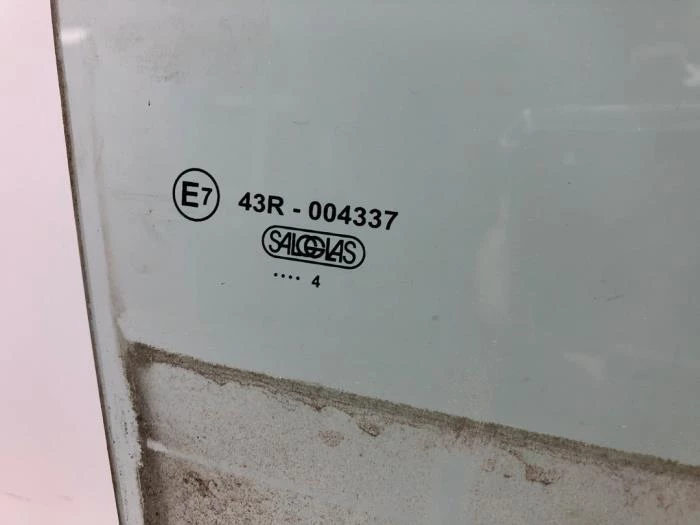 E7 43R - 004337
SALGGLAS
.... 4